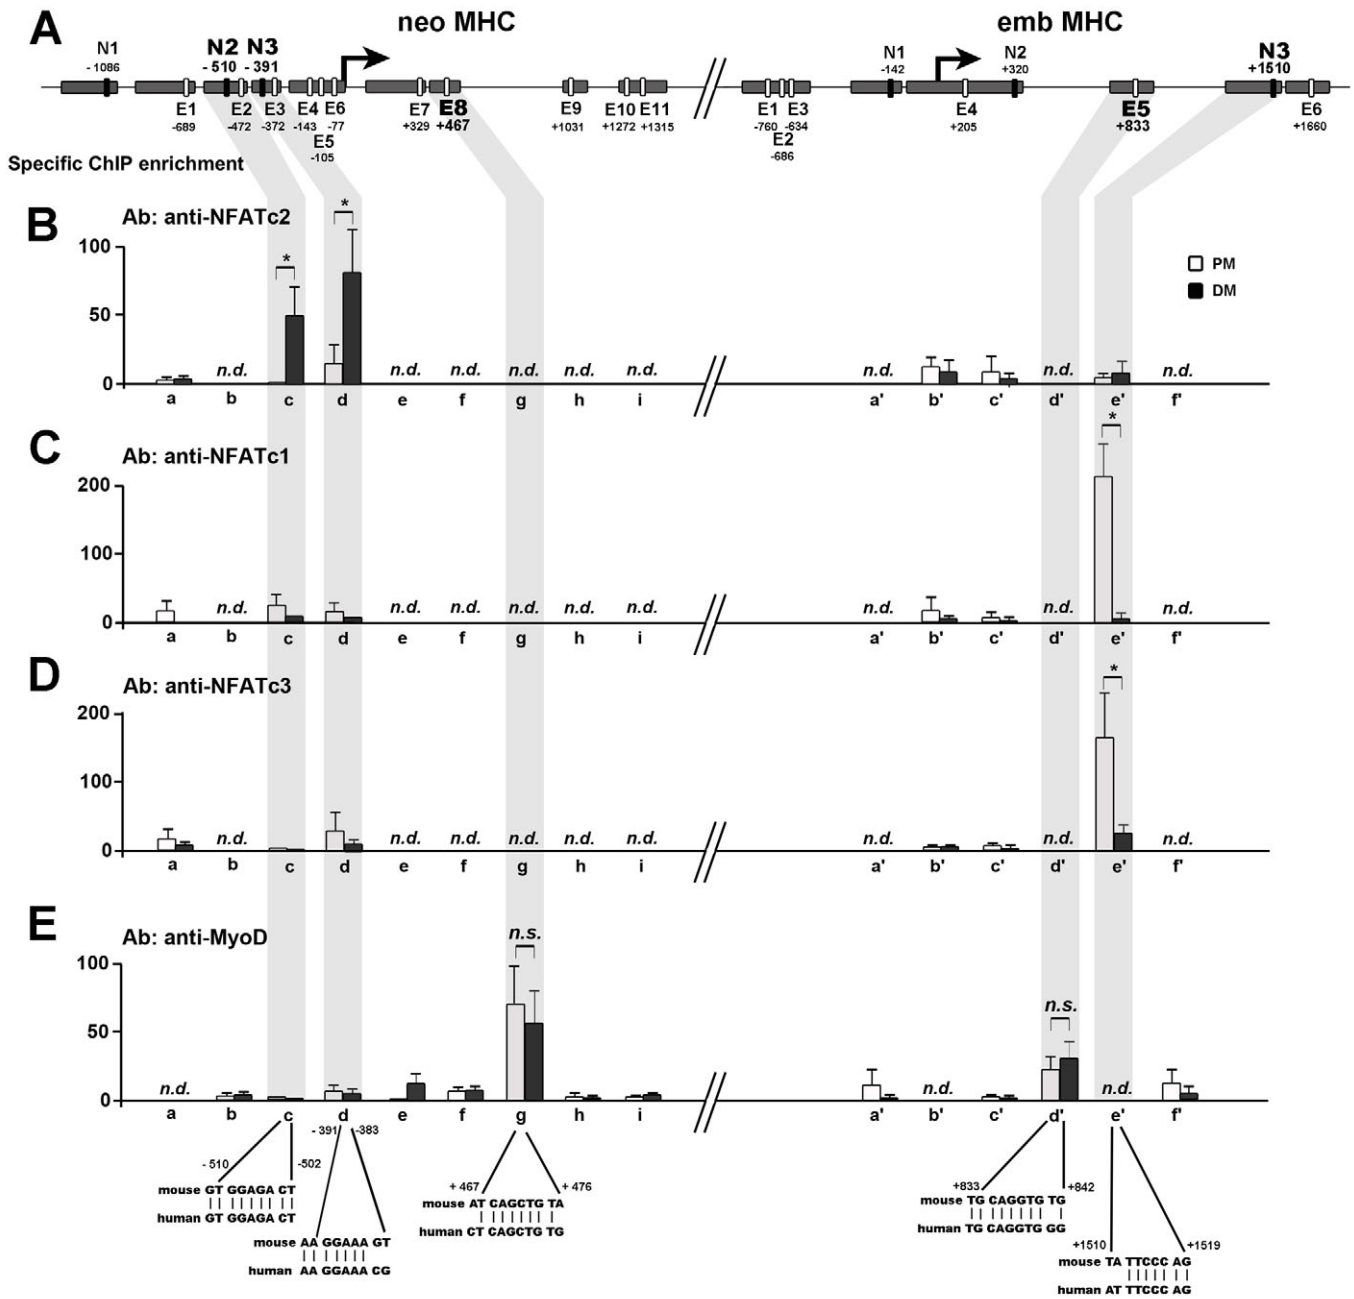 A
neo MHC
emb MHC
N1 N2 N3 N1 N2 N3
- 1086 - 510 - 391 -142 +320 +1510
E1 E2 E3 E4 E6 E7 E8 E9 E10 E11 E1 E3 E4 E5 E6
-689 -472 -372 -143 -77 +329 +467 +1031 +1272 +1315 -760 -634 +205 +833 +1660
E5 E2
-105 -686
Specific ChIP enrichment
B
Ab: anti-NFATc2
* *
PM
DM
100
50
0
n.d. n.d. n.d. n.d. n.d. n.d. n.d. n.d. n.d.
a b c d e f g h i a' b' c' d' e' f'
C
Ab: anti-NFATc1
*
200
100
0
n.d. n.d. n.d. n.d. n.d. n.d. n.d. n.d. n.d.
a b c d e f g h i a' b' c' d' e' f'
D
Ab: anti-NFATc3
*
200
100
0
n.d. n.d. n.d. n.d. n.d. n.d. n.d. n.d. n.d.
a b c d e f g h i a' b' c' d' e' f'
E
Ab: anti-MyoD
n.s.
n.s.
100
50
0
n.d. n.d. n.d.
a b c d e f g h i a' b' c' d' e' f'
- 391 -383
- 510 -502
mouse GT GGAGA CT
human GT GGAGA CT
mouse AA GGAAA GT
human AA GGAAA CG
+ 467 + 476
mouse AT CAGCTG TA
human CT CAGCTG TG
+833 +842
mouse TG CAGGTG TG
human TG CAGGTG GG
+1510 +1519
mouse TA TTCCC AG
human AT TTCCC AG